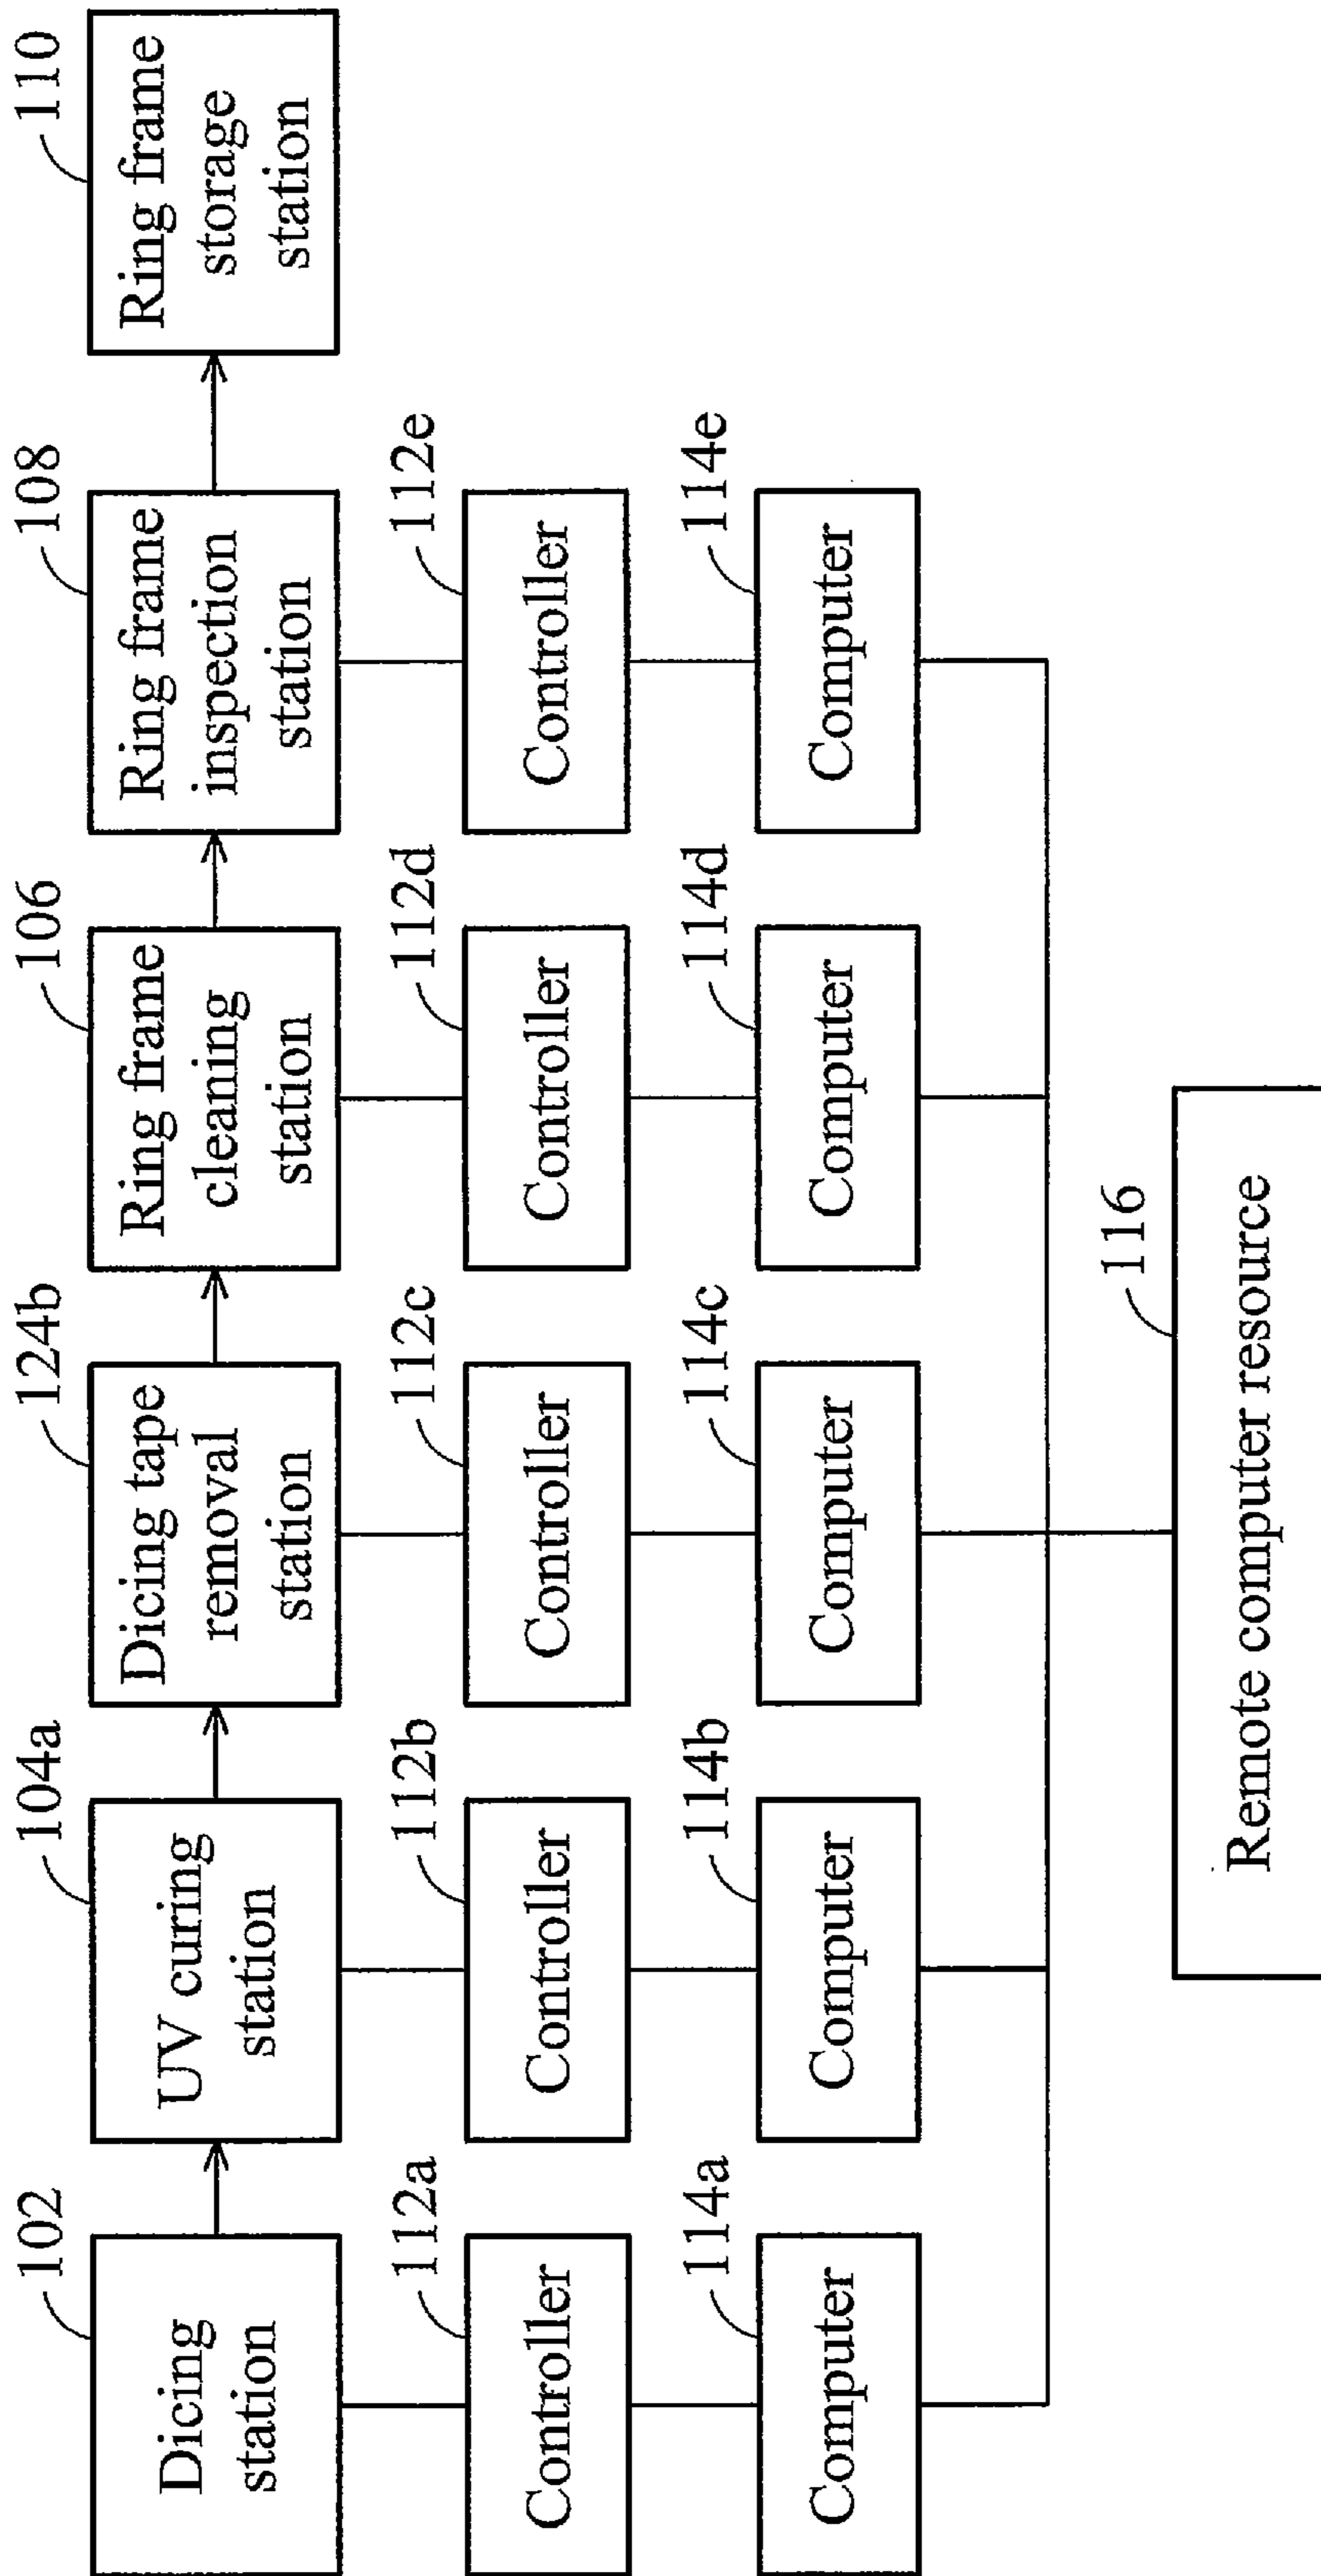 102
Dicing
station
104a
UV curing
station
124b
Dicing tape
removal
station
106
Ring frame
cleaning
station
108
Ring frame
inspection
station
110
Ring frame
storage
station
112a
Controller
112b
Controller
112c
Controller
112d
Controller
112e
Controller
114a
Computer
114b
Computer
114c
Computer
114d
Computer
114e
Computer
116
Remote computer resource